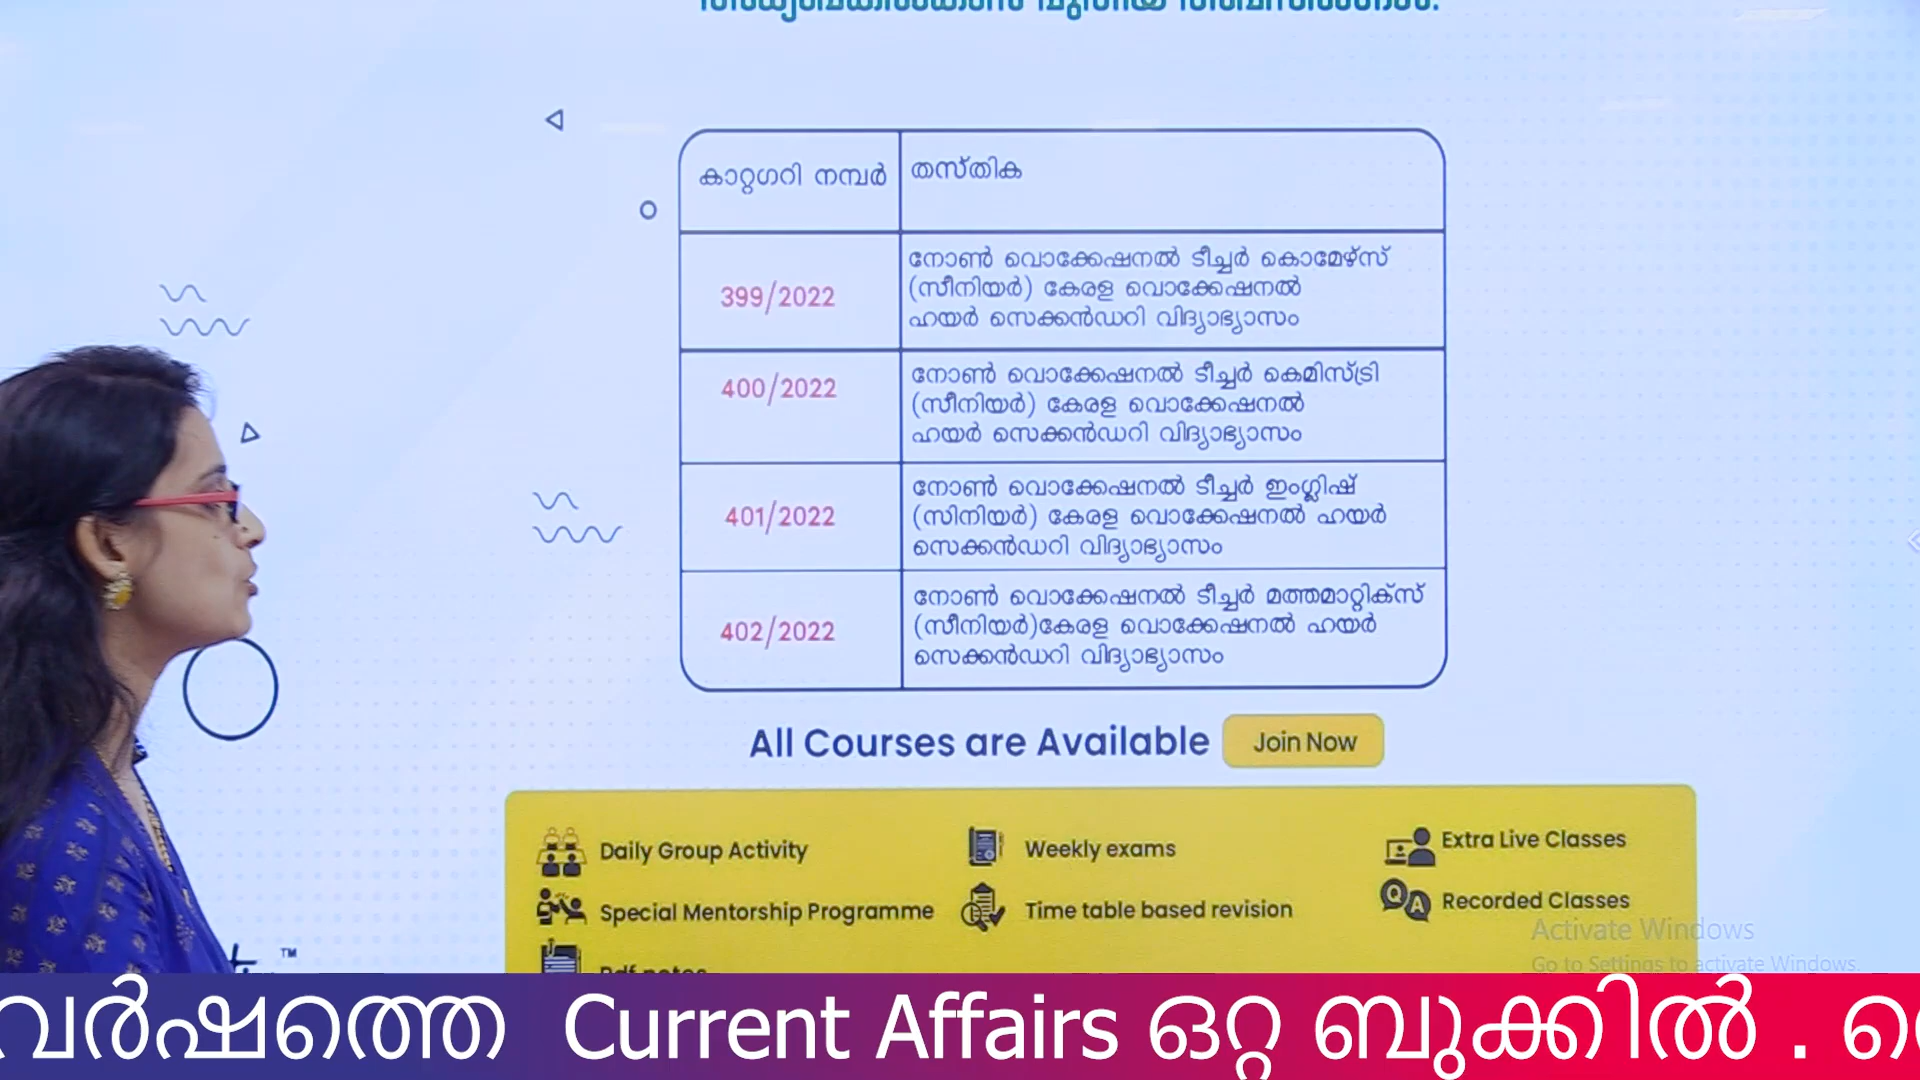 കാറ്റഗറി നമ്പർ
തസ്തിക
399/2022
നോൺ വൊക്കേഷനൽ ടീച്ചർ കൊമേഴ്സ്
(സീനിയർ) കേരള വൊക്കേഷനൽ
ഹയർ സെക്കൻഡറി വിദ്യാഭ്യാസം
400/2022
നോൺ വൊക്കേഷനൽ ടീച്ചർ കെമിസ്ട്രി
(സീനിയർ) കേരള വൊക്കേഷനൽ
ഹയർ സെക്കൻഡറി വിദ്യാഭ്യാസം
401/2022
നോൺ വൊക്കേഷനൽ ടീച്ചർ ഇംഗ്ലിഷ്
(സിനിയർ) കേരള വൊക്കേഷനൽ ഹയർ
സെക്കൻഡറി വിദ്യാഭ്യാസം
402/2022
നോൺ വൊക്കേഷനൽ ടീച്ചർ മത്തമാറ്റിക്സ്
(സീനിയർ)കേരള വൊക്കേഷനൽ ഹയർ
സെക്കൻഡറി വിദ്യാഭ്യാസം
All Courses are Available Join Now
Daily Group Activity
Weekly exams
Extra Live Classes
Special Mentorship Programme
Time table based revision
Recorded Classes
Pdf notes
Activate Windows
Go to Settings to activate Windows.
TM
വർഷത്തെ Current Affairs ഒറ്റ ബുക്കിൽ .